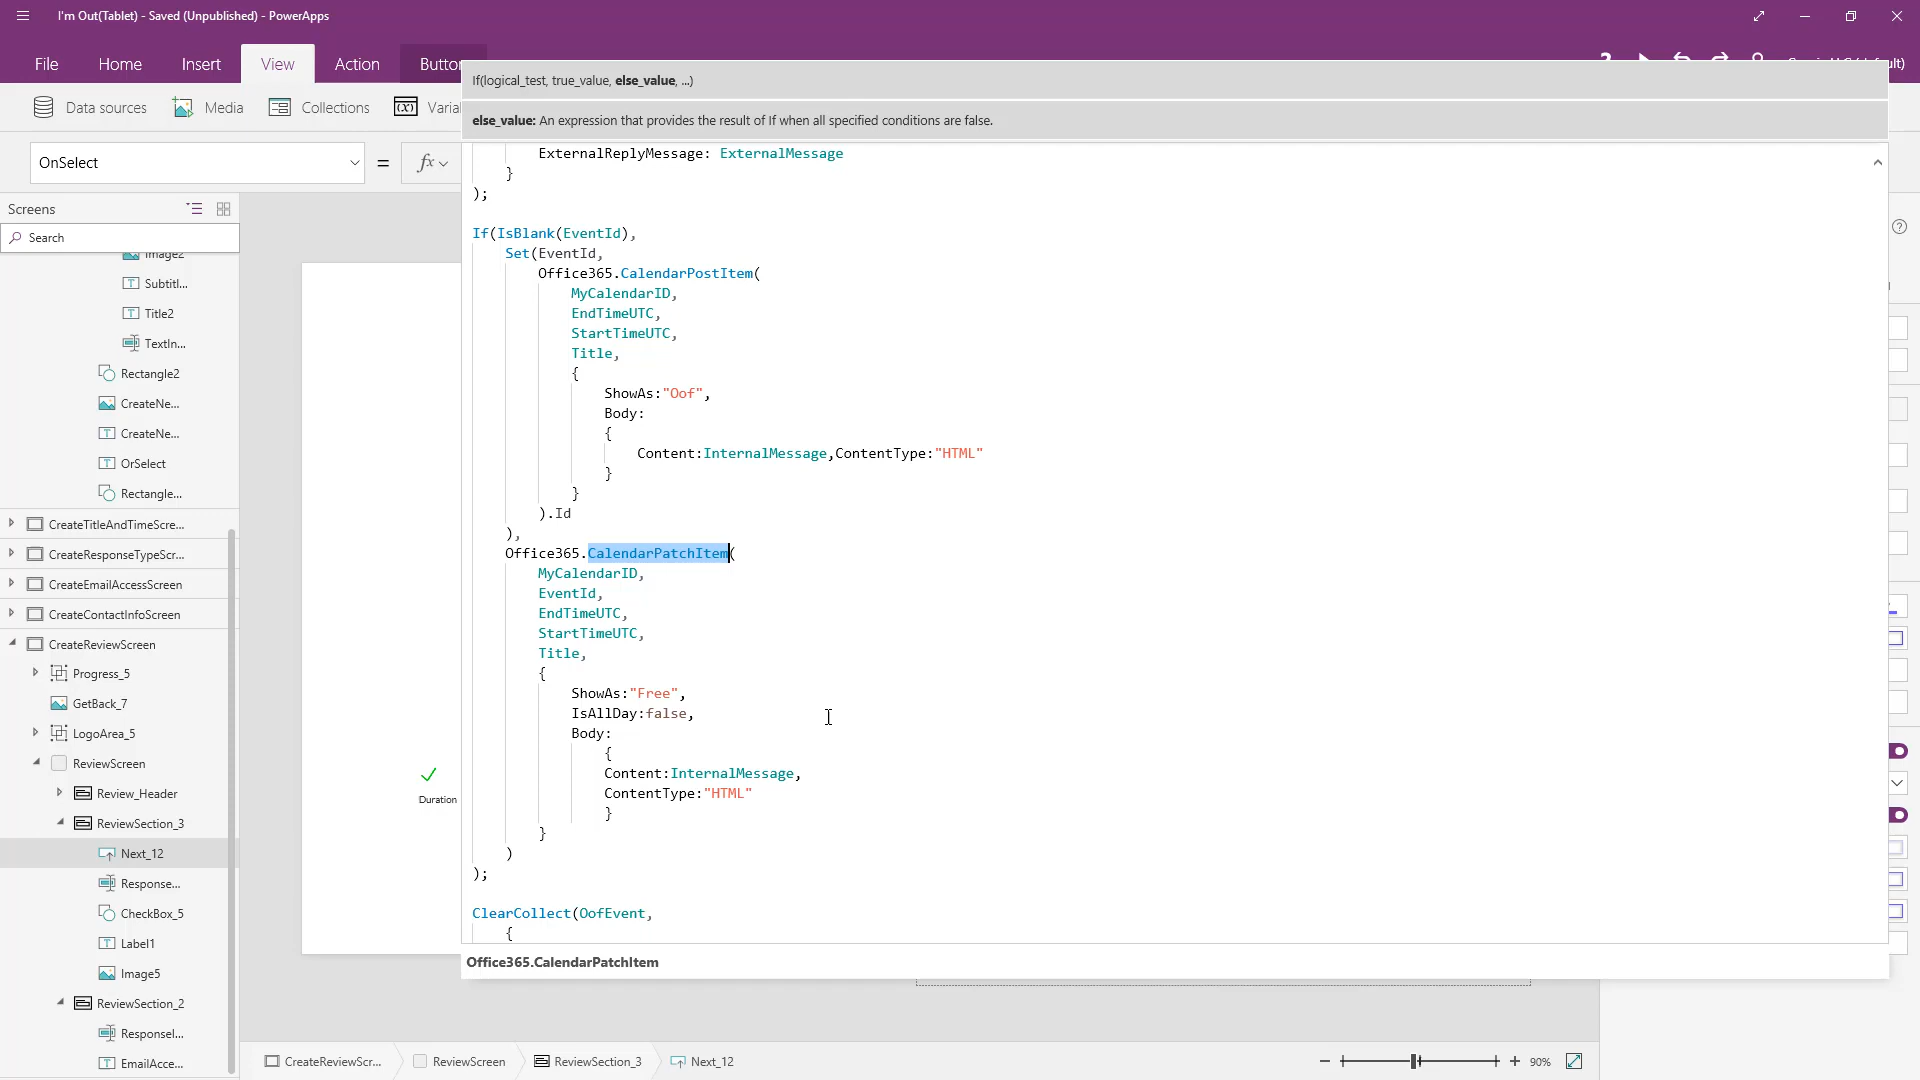 I'm Out(Tablet) - Saved (Unpublished) - PowerApps
File Home Insert View Action
Data sources Media Collections
If(logical_test, true_value, else_value, ...)
else_value: An expression that provides the result of If when all specified conditions are false.
OnSelect = fx
ExternalReplyMessage: ExternalMessage
}
);
If(IsBlank(EventId),
Set(EventId,
Office365.CalendarPostItem(
MyCalendarID,
EndTimeUTC,
StartTimeUTC,
Title,
{
ShowAs:"Oof",
Body:
{
Content:InternalMessage,ContentType:"HTML"
}
}
).Id
),
Office365.CalendarPatchItem(
MyCalendarID,
EventId,
EndTimeUTC,
StartTimeUTC,
Title,
{
ShowAs:"Free",
IsAllDay:false,
Body:
{
Content:InternalMessage,
ContentType:"HTML"
}
}
)
);
ClearCollect(OofEvent,
{
Office365.CalendarPatchItem
Screens
Search
Image2
Subtitl...
Title2
TextIn...
Rectangle2
CreateNe...
CreateNe...
OrSelect
Rectangle...
CreateTitleAndTimeScre...
CreateResponseTypeScr...
CreateEmailAccessScreen
CreateContactInfoScreen
CreateReviewScreen
Progress_5
GetBack_7
LogoArea_5
ReviewScreen
Review_Header
ReviewSection_3
Next_12
Response...
CheckBox_5
Label1
Image5
ReviewSection_2
ResponseI...
EmailAcce...
Duration
CreateReviewScr... ReviewScreen ReviewSection_3 Next_12
90%